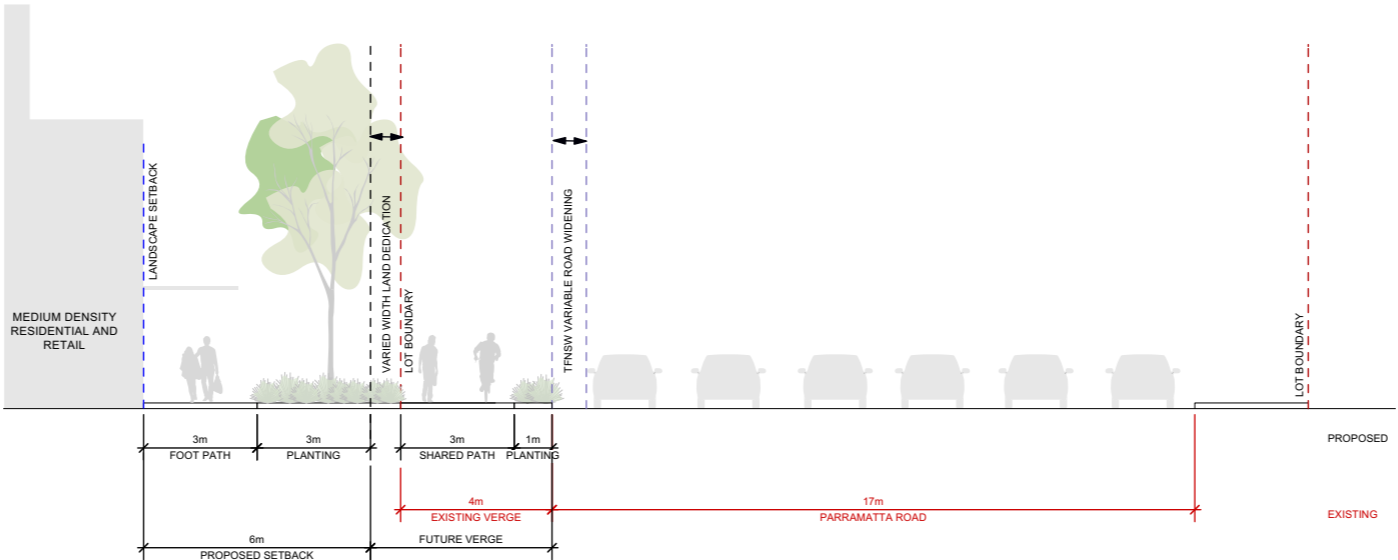 LANDSCAPE SETBACK
VARIED WIDTH LAND DEDICATION
LOT BOUNDARY
TFNSW VARIABLE ROAD WIDENING
LOT BOUNDARY
MEDIUM DENSITY
RESIDENTIAL AND
RETAIL
3m
FOOT PATH
3m
PLANTING
3m
SHARED PATH
1m
PLANTING
PROPOSED
4m
EXISTING VERGE
17m
PARRAMATTA ROAD
EXISTING
6m
PROPOSED SETBACK
FUTURE VERGE